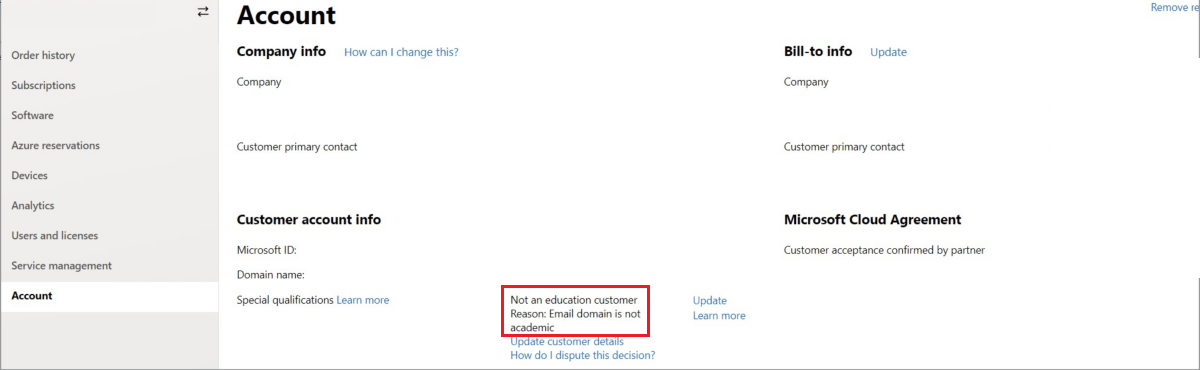 Account
Remove re
Order history
Subscriptions
Software
Azure reservations
Devices
Analytics
Users and licenses
Service management
Account
Company info How can I change this?
Company
Customer primary contact
Bill-to info Update
Company
Customer primary contact
Customer account info
Microsoft ID:
Domain name:
Special qualifications Learn more
Not an education customer
Reason: Email domain is not
academic
Update customer details
How do I dispute this decision?
Update
Learn more
Microsoft Cloud Agreement
Customer acceptance confirmed by partner